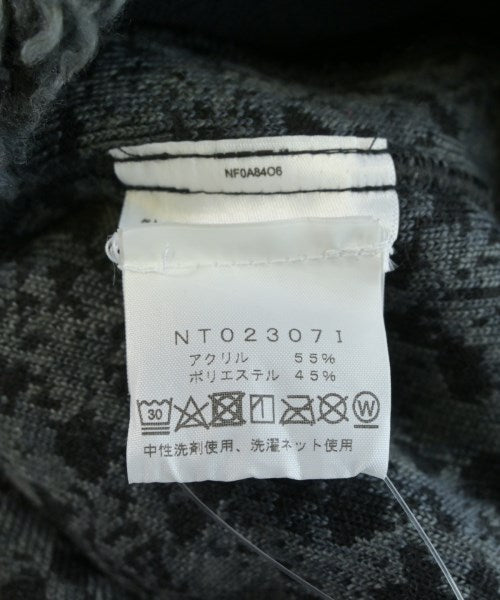 NF0A84O6
NT02307I
アクリル 55%
ポリエステル 45%
30 W
中性洗剤使用、洗濯ネット使用